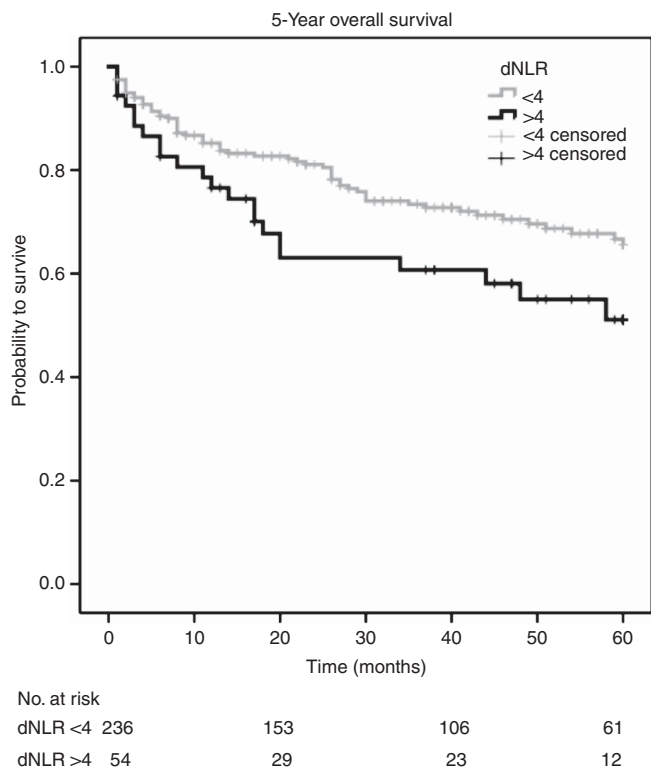 5-Year overall survival
1.0
0.8
0.6
0.4
0.2
0.0
Probability to survive
dNLR
<4
>4
<4 censored
>4 censored
0 10 20 30 40 50 60
Time (months)
No. at risk
dNLR <4 236 153 106 61
dNLR >4 54 29 23 12